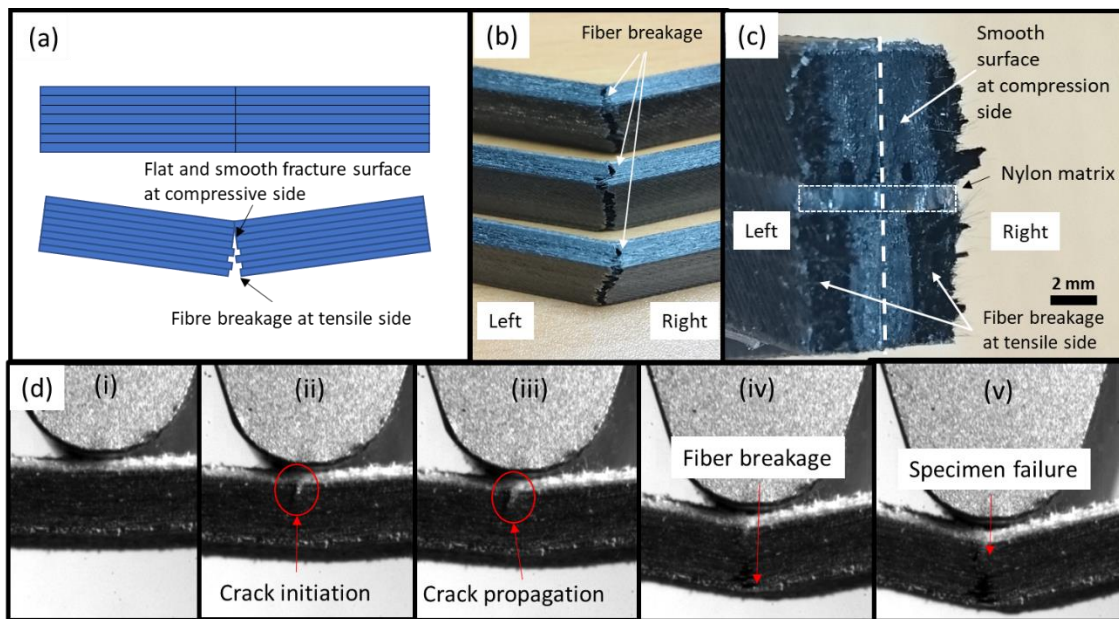 (a)
Flat and smooth fracture surface
at compressive side
Fibre breakage at tensile side
(b)
Fiber breakage
Left
Right
(c)
Smooth
surface
at compression
side
Nylon matrix
Left
Right
2 mm
Fiber breakage
at tensile side
(d)
(i)
(ii)
Crack initiation
(iii)
Crack propagation
(iv)
Fiber breakage
(v)
Specimen failure